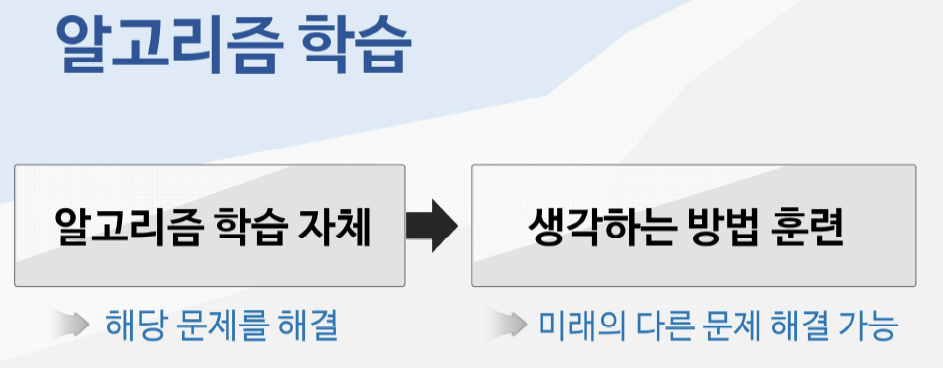 알고리즘 학습
알고리즘 학습 자체
생각하는 방법 훈련
해당 문제를 해결
미래의 다른 문제 해결 가능